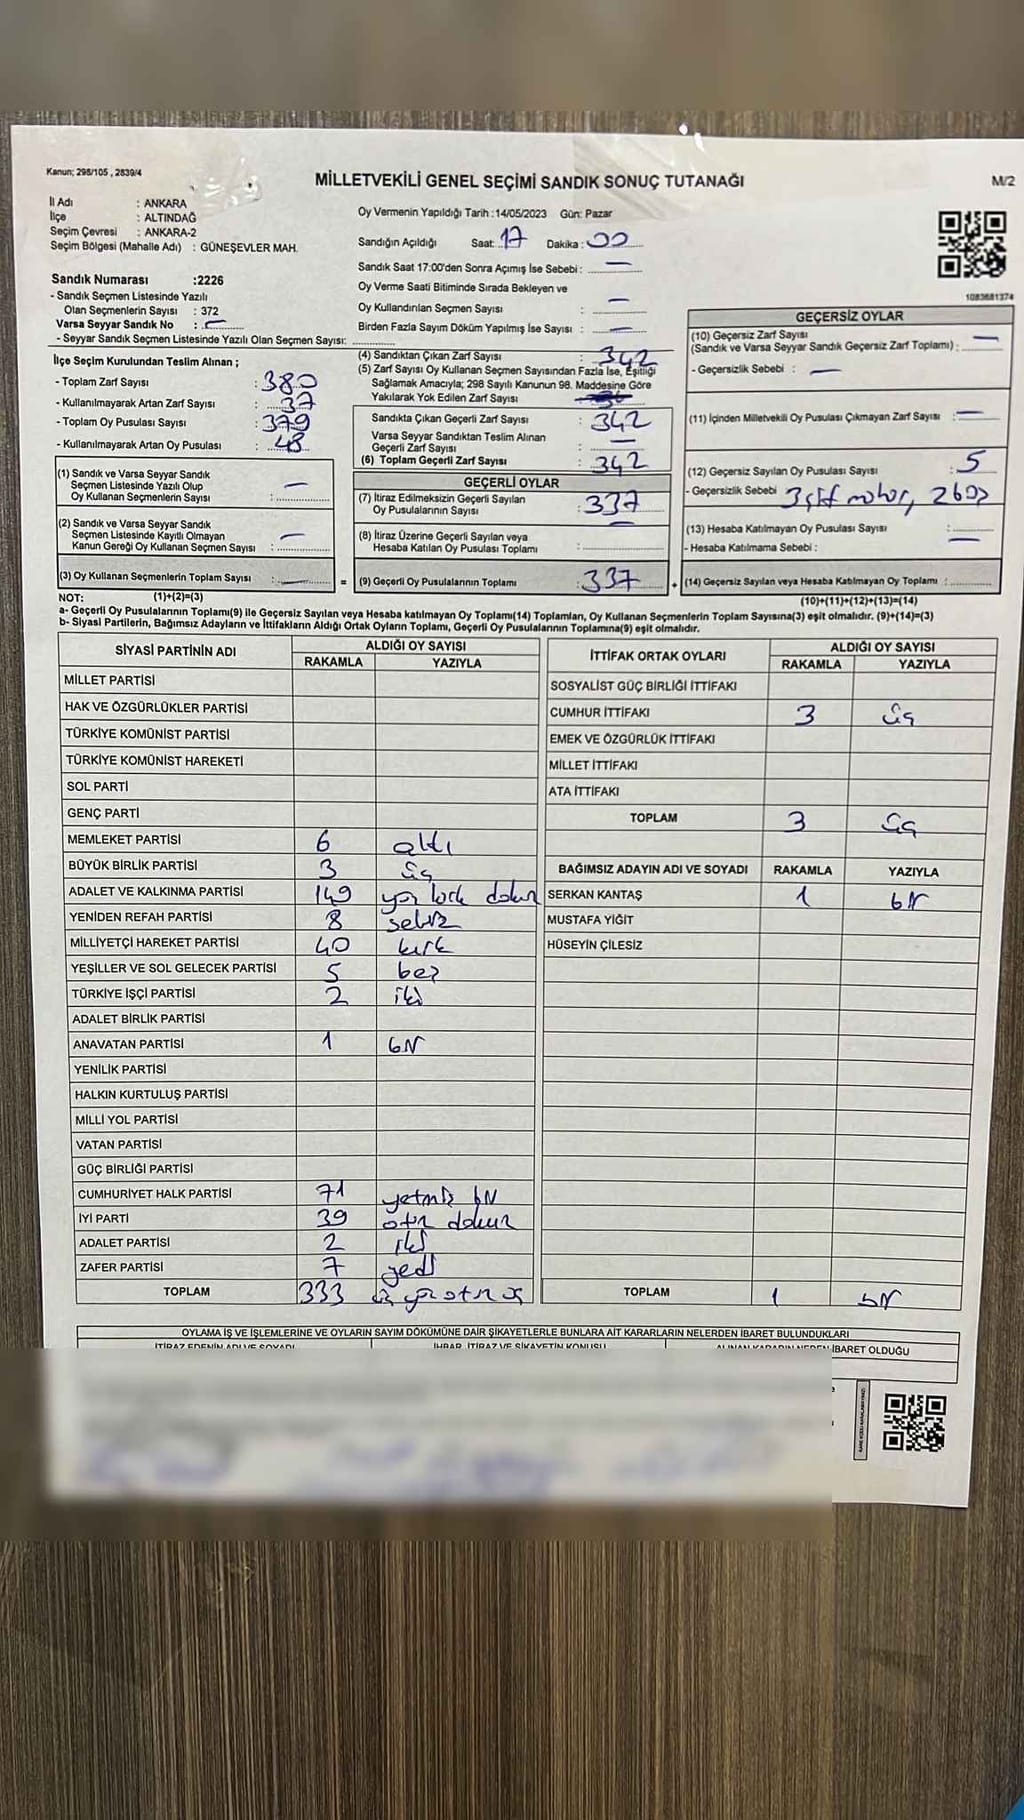 Kanun; 298/105 , 2839/4
MİLLETVEKİLİ GENEL SEÇİMİ SANDIK SONUÇ TUTANAĞI
M/2
İl Adı : ANKARA
İlçe : ALTINDAĞ
Seçim Çevresi : ANKARA-2
Seçim Bölgesi (Mahalle Adı) : GÜNEŞEVLER MAH.
Sandık Numarası :2226
- Sandık Seçmen Listesinde Yazılı
Olan Seçmenlerin Sayısı : 372
Varsa Seyyar Sandık No : –
- Seyyar Sandık Seçmen Listesinde Yazılı Olan Seçmen Sayısı:
Oy Vermenin Yapıldığı Tarih :14/05/2023 Gün: Pazar
Sandığın Açıldığı Saat: 17 Dakika: 00
Sandık Saat 17:00'den Sonra Açımış İse Sebebi : –
Oy Verme Saati Bitiminde Sırada Bekleyen ve
Oy Kullandırılan Seçmen Sayısı : –
Birden Fazla Sayım Döküm Yapılmış İse Sayısı : –
1083681374
İlçe Seçim Kurulundan Teslim Alınan ;
- Toplam Zarf Sayısı : 380
- Kullanılmayarak Artan Zarf Sayısı : 37
- Toplam Oy Pusulası Sayısı : 379
- Kullanılmayarak Artan Oy Pusulası : 48
(1) Sandık ve Varsa Seyyar Sandık
Seçmen Listesinde Yazılı Olup
Oy Kullanan Seçmenlerin Sayısı : –
(2) Sandık ve Varsa Seyyar Sandık
Seçmen Listesinde Kayıtlı Olmayan
Kanun Gereği Oy Kullanan Seçmen Sayısı : –
(3) Oy Kullanan Seçmenlerin Toplam Sayısı : – =
(4) Sandıktan Çıkan Zarf Sayısı : 342
(5) Zarf Sayısı Oy Kullanan Seçmen Sayısından Fazla İse, Eşitliği
Sağlamak Amacıyla; 298 Sayılı Kanunun 98. Maddesine Göre
Yakılarak Yok Edilen Zarf Sayısı
Sandıkta Çıkan Geçerli Zarf Sayısı : 342
Varsa Seyyar Sandıktan Teslim Alınan
Geçerli Zarf Sayısı : –
(6) Toplam Geçerli Zarf Sayısı : 342
GEÇERLİ OYLAR
(7) İtiraz Edilmeksizin Geçerli Sayılan
Oy Pusulalarının Sayısı : 337
(8) İtiraz Üzerine Geçerli Sayılan veya
Hesaba Katılan Oy Pusulası Toplamı : –
(9) Geçerli Oy Pusulalarının Toplamı : 337 +
GEÇERSİZ OYLAR
(10) Geçersiz Zarf Sayısı
(Sandık ve Varsa Seyyar Sandık Geçersiz Zarf Toplamı) : –
- Geçersizlik Sebebi : –
(11) İçinden Milletvekili Oy Pusulası Çıkmayan Zarf Sayısı : –
(12) Geçersiz Sayılan Oy Pusulası Sayısı : 5
- Geçersizlik Sebebi 3 çift
(13) Hesaba Katılmayan Oy Pusulası Sayısı : –
- Hesaba Katılmama Sebebi :
(14) Geçersiz Sayılan veya Hesaba Katılmayan Oy Toplamı :
NOT: (1)+(2)=(3) (10)+(11)+(12)+(13)=(14)
a- Geçerli Oy Pusulalarının Toplamı(9) ile Geçersiz Sayılan veya Hesaba katılmayan Oy Toplamı(14) Toplamları, Oy Kullanan Seçmenlerin Toplam Sayısına(3) eşit olmalıdır. (9)+(14)=(3)
b- Siyasi Partilerin, Bağımsız Adayların ve İttifakların Aldığı Ortak Oyların Toplamı, Geçerli Oy Pusulalarının Toplamına(9) eşit olmalıdır.
SİYASİ PARTİNİN ADI ALDIĞI OY SAYISI
RAKAMLA YAZIYLA
MİLLET PARTİSİ
HAK VE ÖZGÜRLÜKLER PARTİSİ
TÜRKİYE KOMÜNİST PARTİSİ
TÜRKİYE KOMÜNİST HAREKETİ
SOL PARTİ
GENÇ PARTİ
MEMLEKET PARTİSİ 6 altı
BÜYÜK BİRLİK PARTİSİ 3 üç
ADALET VE KALKINMA PARTİSİ 149 yüz kırk dokuz
YENİDEN REFAH PARTİSİ 8 sekiz
MİLLİYETÇİ HAREKET PARTİSİ 40 kırk
YEŞİLLER VE SOL GELECEK PARTİSİ 5 beş
TÜRKİYE İŞÇİ PARTİSİ 2 iki
ADALET BİRLİK PARTİSİ
ANAVATAN PARTİSİ 1 bir
YENİLİK PARTİSİ
HALKIN KURTULUŞ PARTİSİ
MİLLİ YOL PARTİSİ
VATAN PARTİSİ
GÜÇ BİRLİĞİ PARTİSİ
CUMHURİYET HALK PARTİSİ 71 yetmiş bir
İYİ PARTİ 39 otuz dokuz
ADALET PARTİSİ 2 iki
ZAFER PARTİSİ 7 yedi
TOPLAM 333 üç yüz otuz üç
İTTİFAK ORTAK OYLARI ALDIĞI OY SAYISI
RAKAMLA YAZIYLA
SOSYALİST GÜÇ BİRLİĞİ İTTİFAKI
CUMHUR İTTİFAKI 3 üç
EMEK VE ÖZGÜRLÜK İTTİFAKI
MİLLET İTTİFAKI
ATA İTTİFAKI
TOPLAM 3 üç
BAĞIMSIZ ADAYIN ADI VE SOYADI RAKAMLA YAZIYLA
SERKAN KANTAŞ 1 bir
MUSTAFA YİĞİT
HÜSEYİN ÇİLESİZ
TOPLAM 1 bir
OYLAMA İŞ VE İŞLEMLERİNE VE OYLARIN SAYIM DÖKÜMÜNE DAİR ŞİKAYETLERLE BUNLARA AİT KARARLARIN NELERDEN İBARET BULUNDUKLARI
İTİRAZ EDENİN ADI VE SOYADI İHBAR, İTİRAZ VE ŞİKAYETİN KONUSU ALINAN KARARIN NEDEN İBARET OLDUĞU